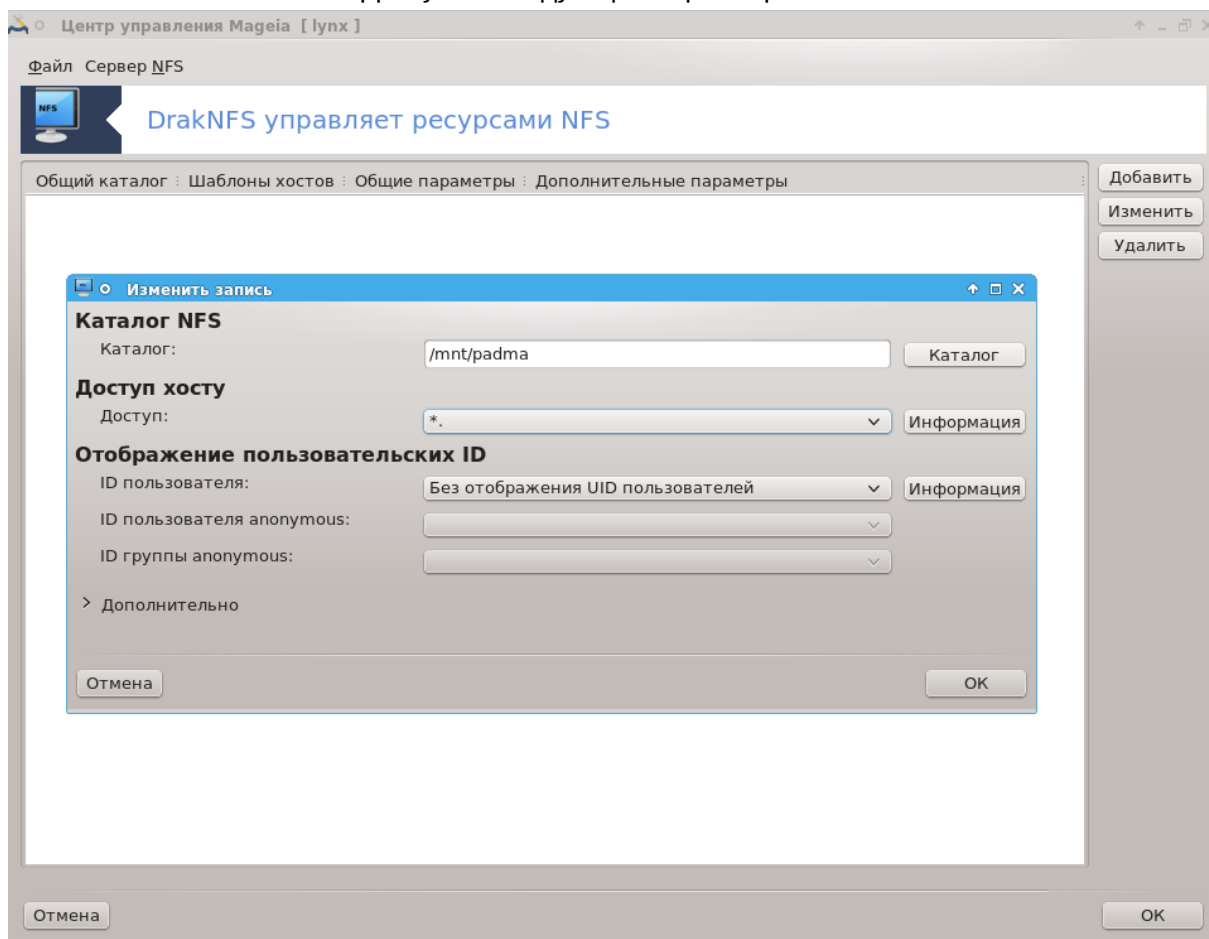 Центр управления Mageia [ lynx ]
Файл Сервер NFS
NFS
DrakNFS управляет ресурсами NFS
Общий каталог Шаблоны хостов Общие параметры Дополнительные параметры
Добавить
Изменить
Удалить
Изменить запись
Каталог NFS
Каталог: /mnt/padma Каталог
Доступ хосту
Доступ: *. Информация
Отображение пользовательских ID
ID пользователя: Без отображения UID пользователей Информация
ID пользователя anonymous:
ID группы anonymous:
> Дополнительно
Отмена OK
Отмена OK